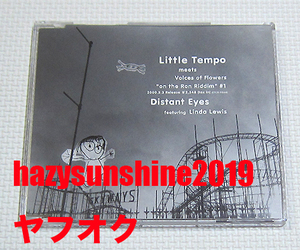 Little Tempo
meets
Voices of Flowers
"on the Ron Riddim" #1
Distant Eyes
featuring Linda Lewis
hazysunshine2019
ヤフオク